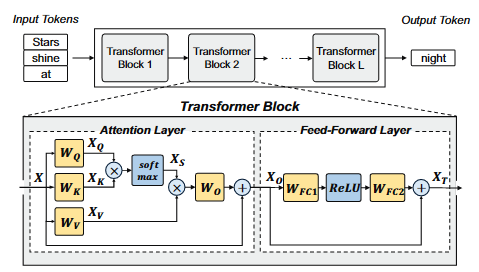 Input Tokens
Output Token
Stars
shine
at
Transformer
Block 1
Transformer
Block 2
...
Transformer
Block L
night
Transformer Block
Attention Layer
Feed-Forward Layer
X
W_Q
X_Q
W_K
X_K
W_V
X_V
×
soft
max
X_S
×
W_O
+
X_O
W_FC1
ReLU
W_FC2
+
X_T